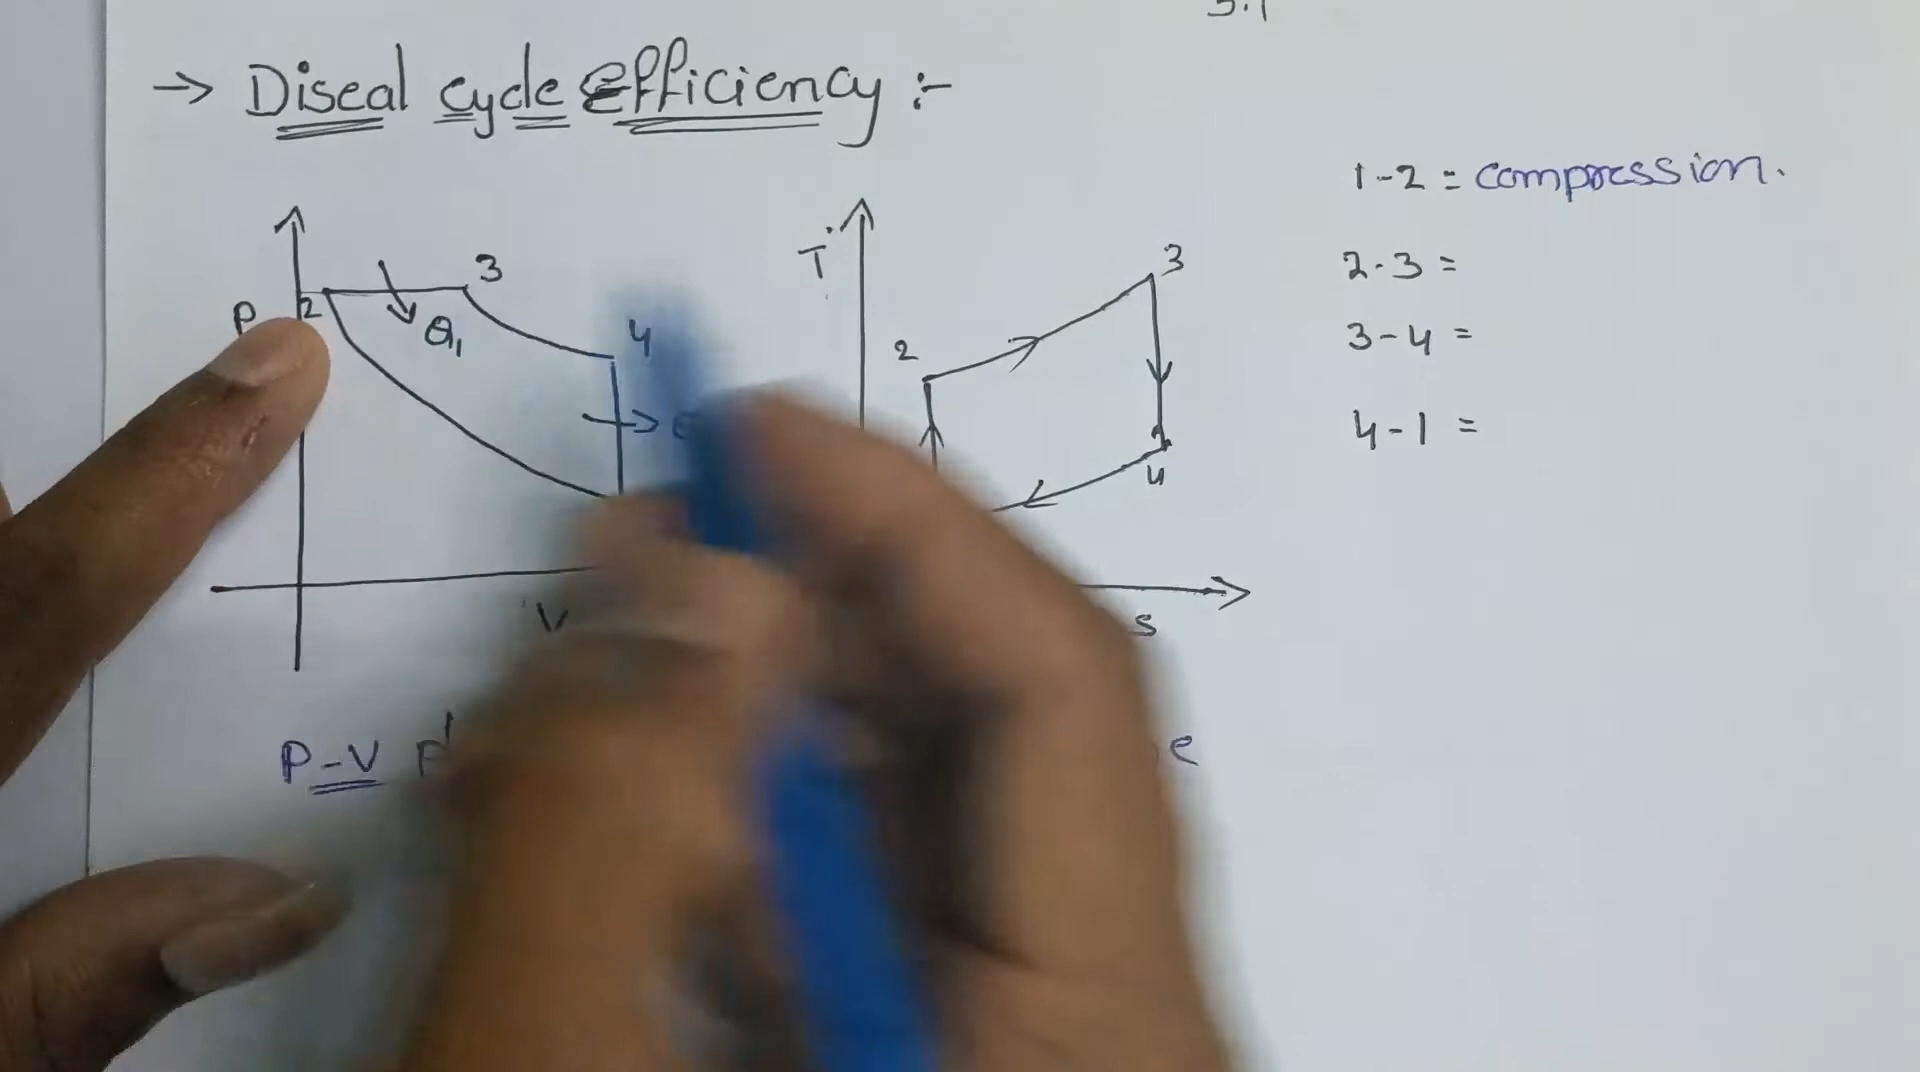 → Diseal cycle efficiency :-
1-2 = compression.
2-3 =
3-4 =
4-1 =
P
2
3
4
Q1
V
T
2
3
4
S
P-V